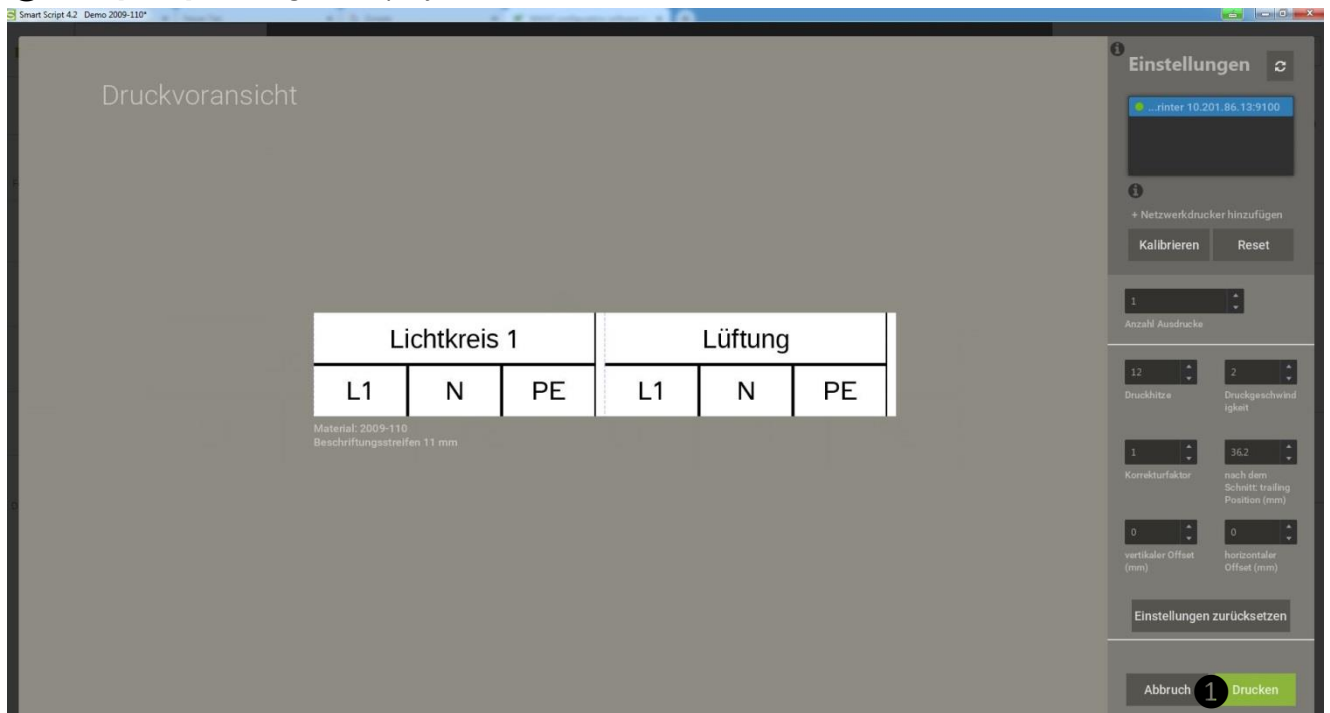 Smart Script 4.2 Demo 2009-110*
Druckvoransicht
Einstellungen
...rinter 10.201.86.13:9100
+ Netzwerkdrucker hinzufügen
Kalibrieren Reset
1
Anzahl Ausdrucke
12 2
Druckhitze Druckgeschwind
igkeit
1 36.2
Korrekturfaktor nach dem
Schnitt: trailing
Position (mm)
0 0
vertikaler Offset horizontaler
(mm) Offset (mm)
Einstellungen zurücksetzen
Abbruch 1 Drucken
Lichtkreis 1 Lüftung
L1 N PE L1 N PE
Material: 2009-110
Beschriftungsstreifen 11 mm